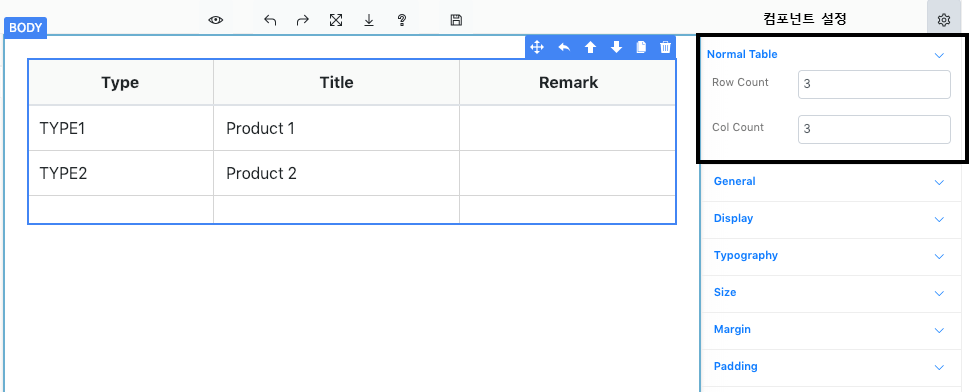 컴포넌트 설정
BODY
Type Title Remark
TYPE1 Product 1
TYPE2 Product 2
Normal Table
Row Count 3
Col Count 3
General
Display
Typography
Size
Margin
Padding